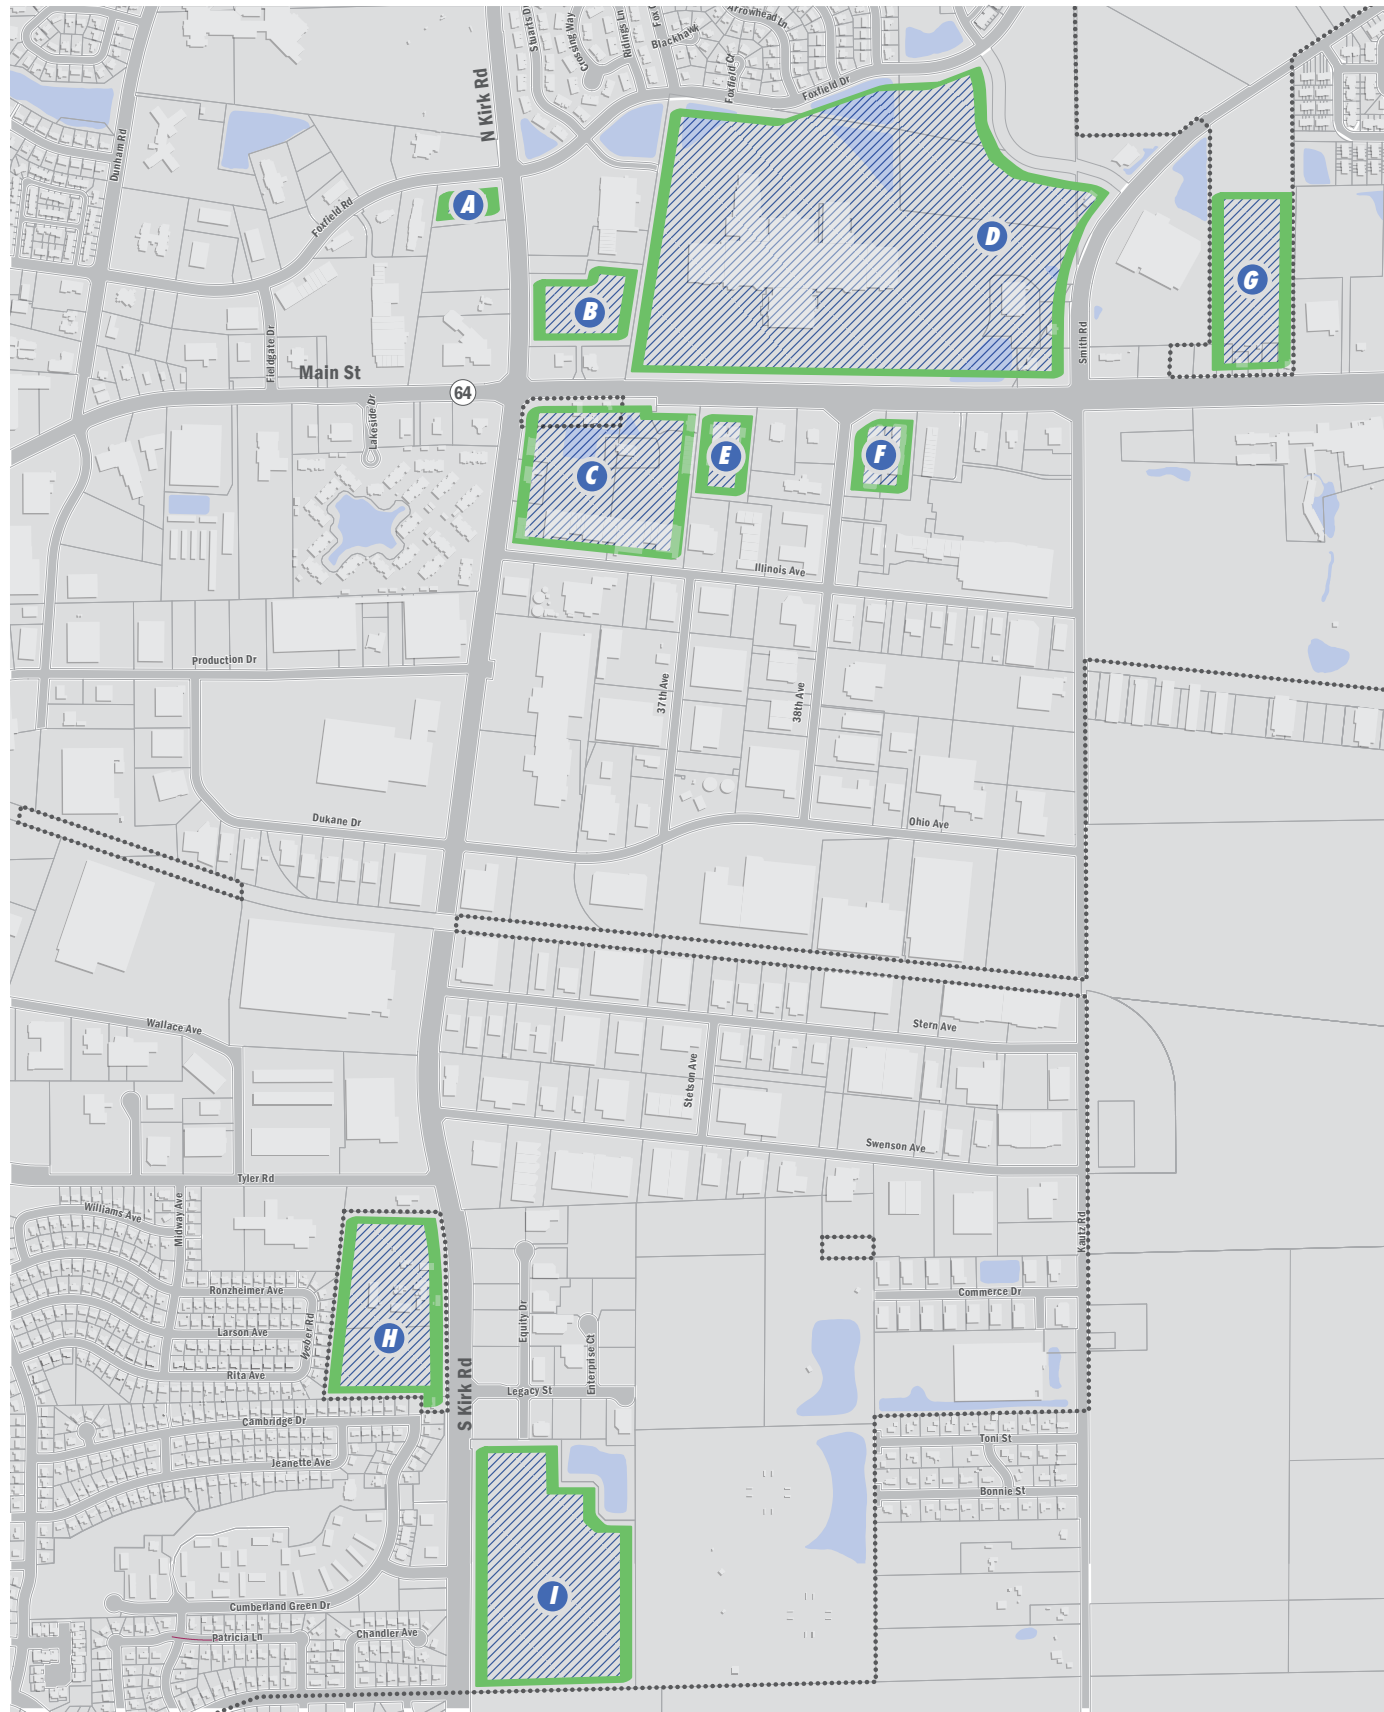 Stuarts Dr
Crossing Way
Ridings Ln
Fox C
Arrowhead Ln
Blackhawk
Foxfield Ct
Foxfield Dr
N Kirk Rd
Dunham Rd
A
Foxfield Rd
D
G
B
Fieldgate Dr
Smith Rd
Main St
64
Lakeside Dr
C
E
F
Illinois Ave
Production Dr
37th Ave
38th Ave
Dukane Dr
Ohio Ave
Wallace Ave
Stern Ave
Stetson Ave
Swenson Ave
Tyler Rd
Williams Ave
Midway Ave
Kautz Rd
Ronzheimer Ave
Commerce Dr
Larson Ave
Weber Rd
H
Equity Dr
Enterprise Ct
Rita Ave
S Kirk Rd
Legacy St
Cambridge Dr
Toni St
Jeanette Ave
Bonnie St
I
Cumberland Green Dr
Patricia Ln
Chandler Ave